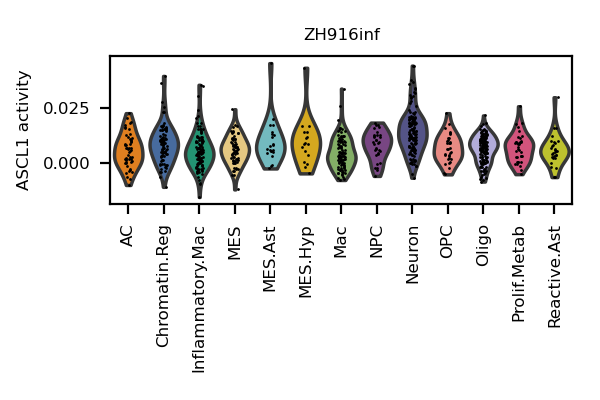 ZH916inf
ASCL1 activity
0.025
0.000
AC
Chromatin.Reg
Inflammatory.Mac
MES
MES.Ast
MES.Hyp
Mac
NPC
Neuron
OPC
Oligo
Prolif.Metab
Reactive.Ast